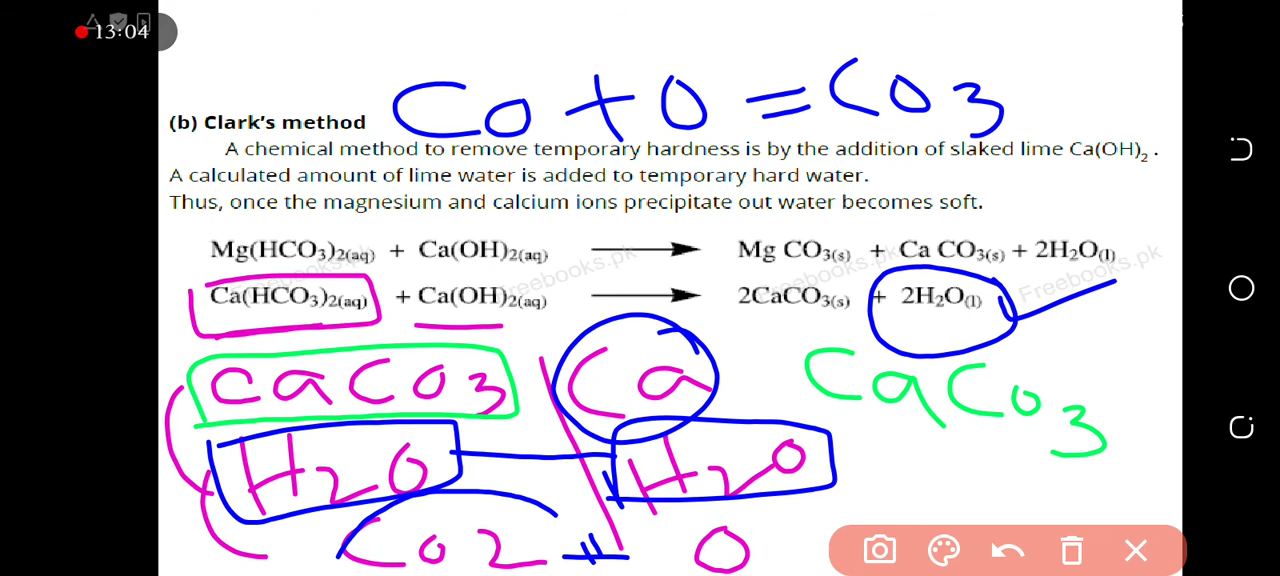 13:04
Co + O = CO3
(b) Clark's method
A chemical method to remove temporary hardness is by the addition of slaked lime Ca(OH)2 .
A calculated amount of lime water is added to temporary hard water.
Thus, once the magnesium and calcium ions precipitate out water becomes soft.
Mg(HCO3)2(aq) + Ca(OH)2(aq) ⟶ Mg CO3(s) + Ca CO3(s) + 2H2O(l)
Ca(HCO3)2(aq) + Ca(OH)2(aq) ⟶ 2CaCO3(s) + 2H2O(l)
Freebooks.pk
CaCO3 Ca CaCO3
H2O H2O
CO2 O